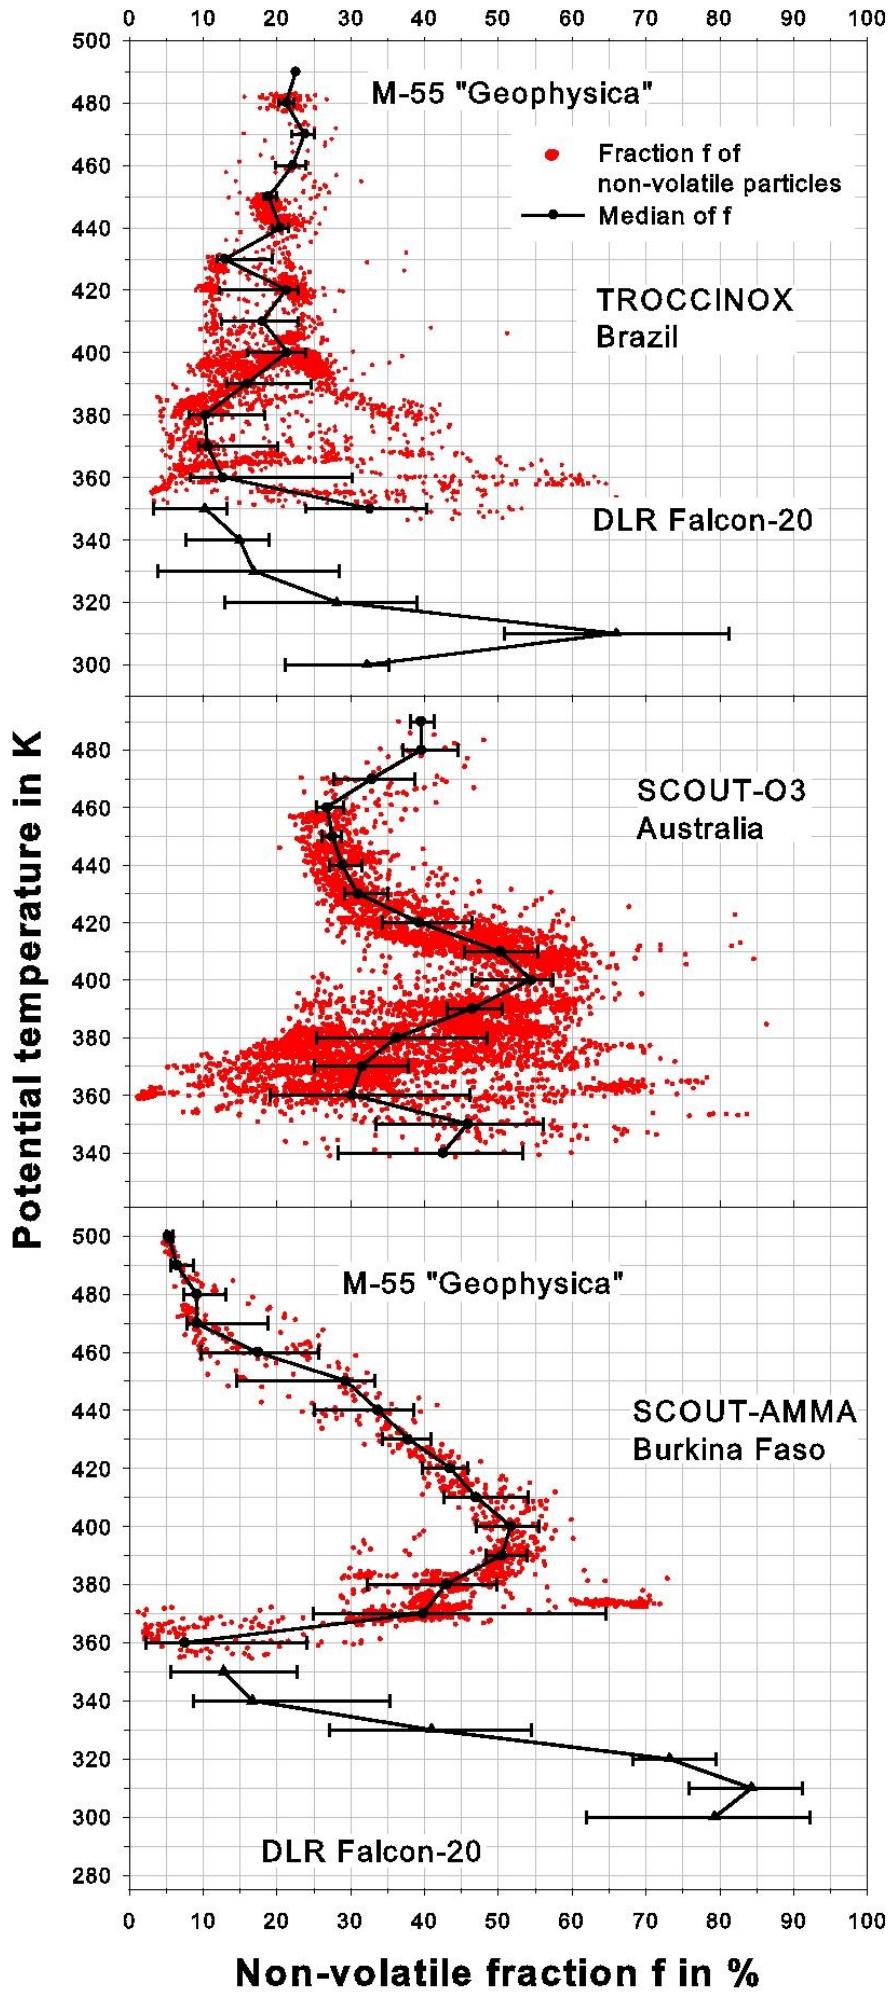 0 10 20 30 40 50 60 70 80 90 100
500
M-55 "Geophysica"
480
Fraction f of
non-volatile particles
Median of f
460
440
420
TROCCINOX
Brazil
400
380
360
DLR Falcon-20
340
320
300
Potential temperature in K
480
SCOUT-O3
Australia
460
440
420
400
380
360
340
500
M-55 "Geophysica"
480
460
440
SCOUT-AMMA
Burkina Faso
420
400
380
360
340
320
300
DLR Falcon-20
280
0 10 20 30 40 50 60 70 80 90 100
Non-volatile fraction f in %